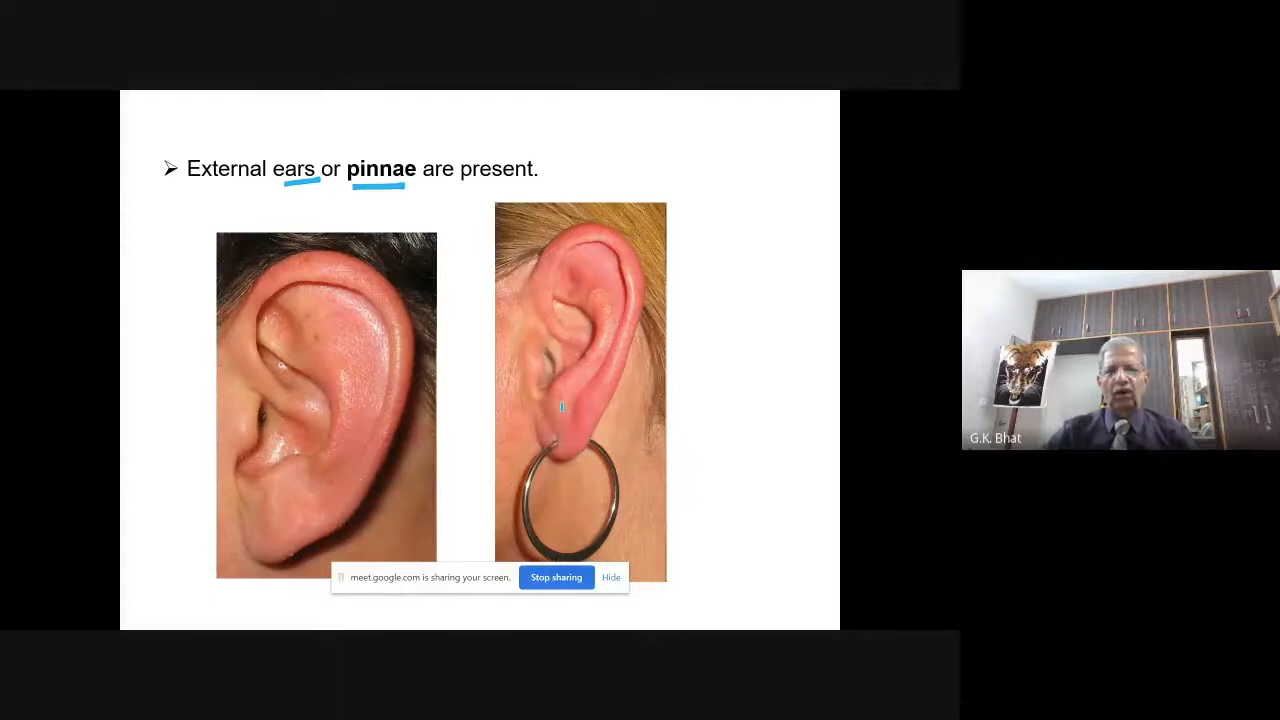 External ears or pinnae are present.
meet.google.com is sharing your screen. Stop sharing Hide
G.K. Bhat